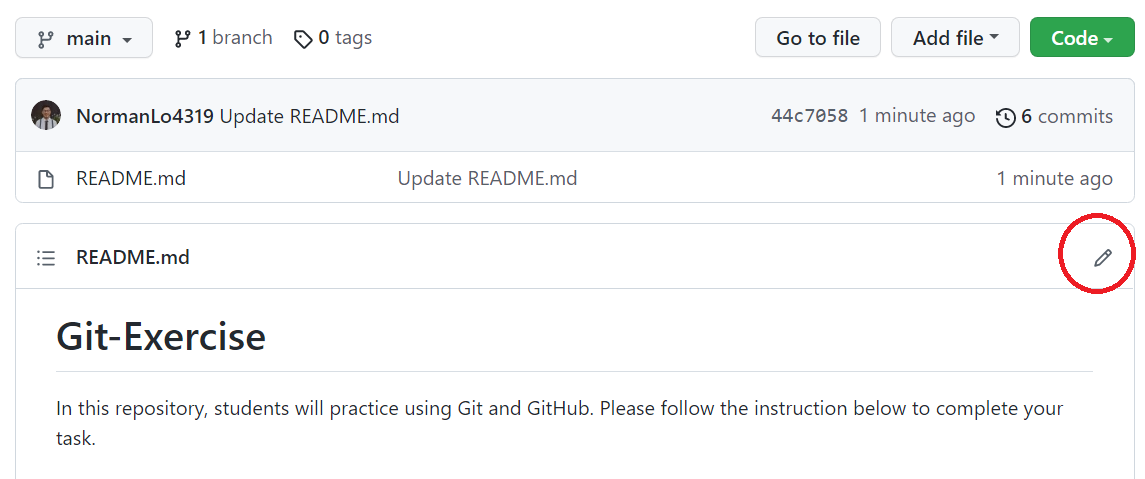 main 1 branch 0 tags Go to file Add file Code
NormanLo4319 Update README.md 44c7058 1 minute ago 6 commits
README.md Update README.md 1 minute ago
README.md
Git-Exercise
In this repository, students will practice using Git and GitHub. Please follow the instruction below to complete your
task.